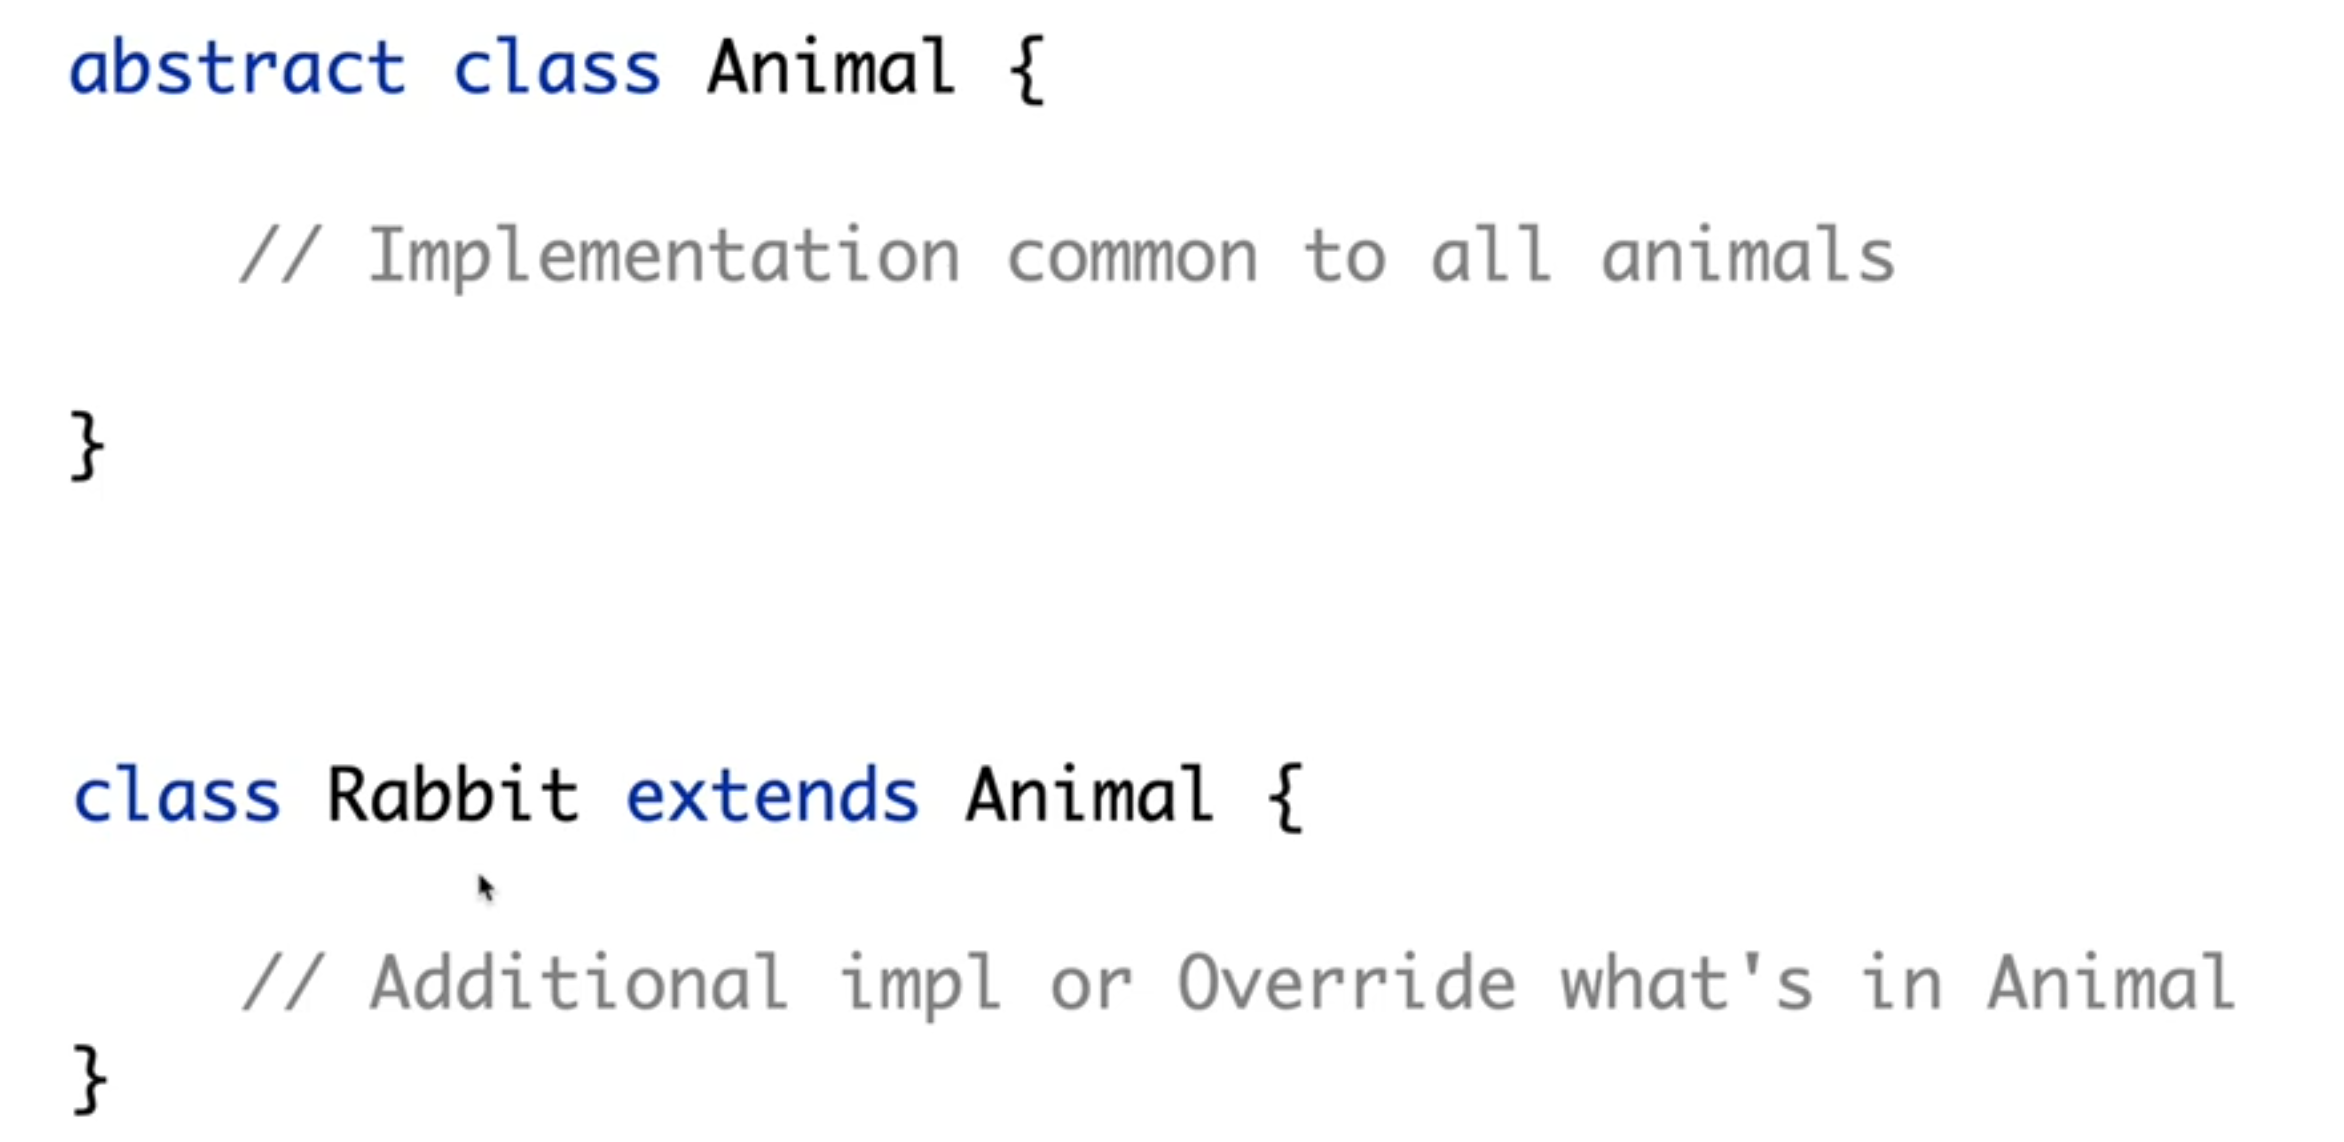 abstract class Animal {
// Implementation common to all animals
}
class Rabbit extends Animal {
// Additional impl or Override what's in Animal
}